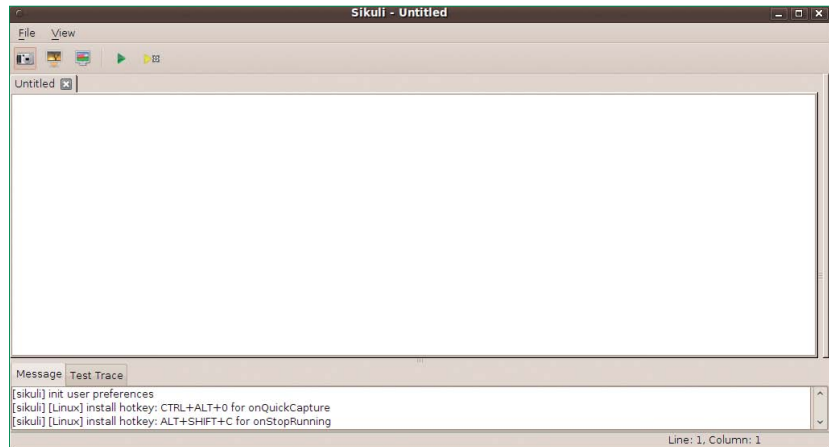 Sikuli - Untitled
File View
Untitled
Message Test Trace
[sikuli] init user preferences
[sikuli] [Linux] install hotkey: CTRL+ALT+0 for onQuickCapture
[sikuli] [Linux] install hotkey: ALT+SHIFT+C for onStopRunning
Line: 1, Column: 1